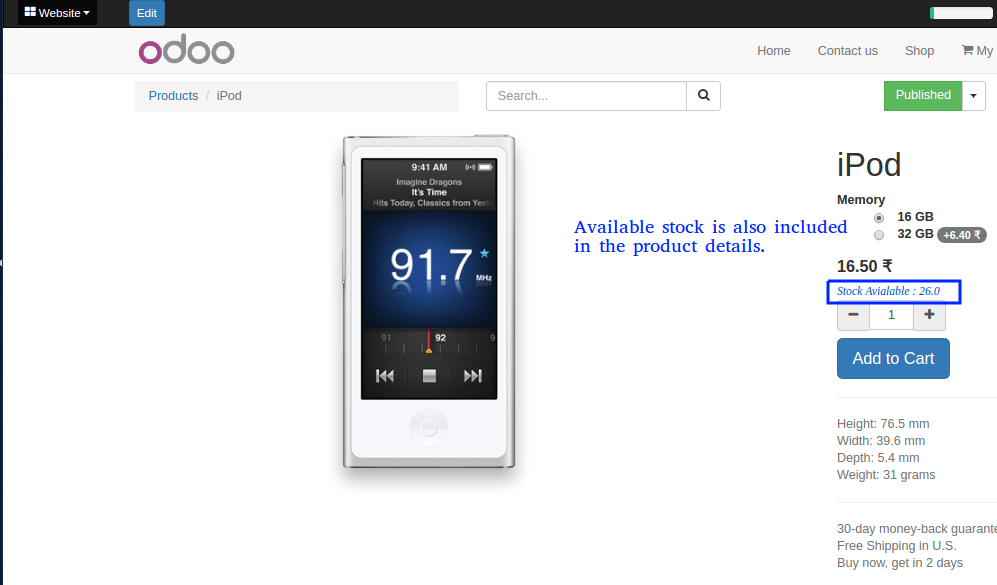 Website
Edit
odoo
Home Contact us Shop My
Products / iPod
Search...
Published
9:41 AM
Imagine Dragons
It's Time
Hits Today, Classics from Yest
91.7
MHz
91 92 9
Available stock is also included
in the product details.
iPod
Memory
16 GB
32 GB +6.40 ₹
16.50 ₹
Stock Avialable : 26.0
− 1 +
Add to Cart
Height: 76.5 mm
Width: 39.6 mm
Depth: 5.4 mm
Weight: 31 grams
30-day money-back guarante
Free Shipping in U.S.
Buy now, get in 2 days